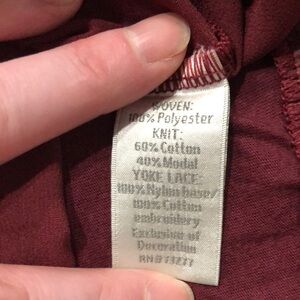 WOVEN:
100% Polyester
KNIT:
60% Cotton
40% Modal
YOKE LACE:
100% Nylon base/
100% Cotton
embroidery
Exclusive of
Decoration
RN#73277